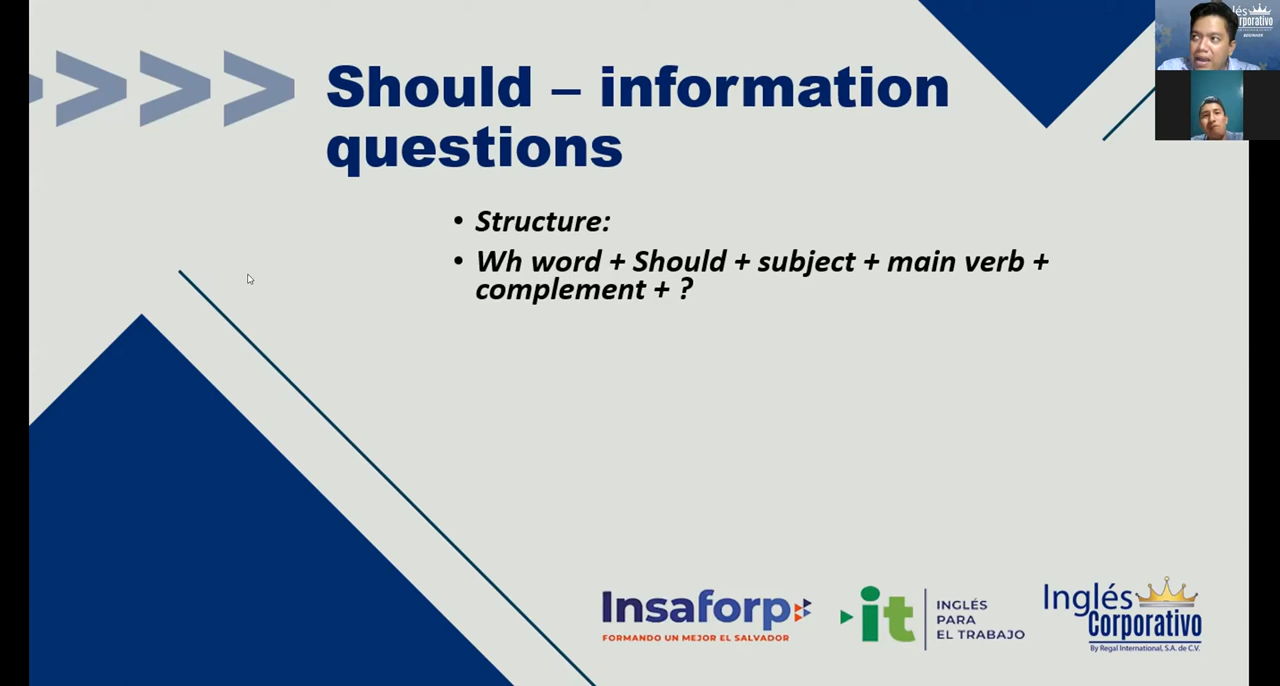 Should – information
questions
• Structure:
• Wh word + Should + subject + main verb +
complement + ?
Insaforp
FORMANDO UN MEJOR EL SALVADOR
it
INGLÉS
PARA
EL TRABAJO
Inglés
Corporativo
By Regal International, S.A. de C.V.